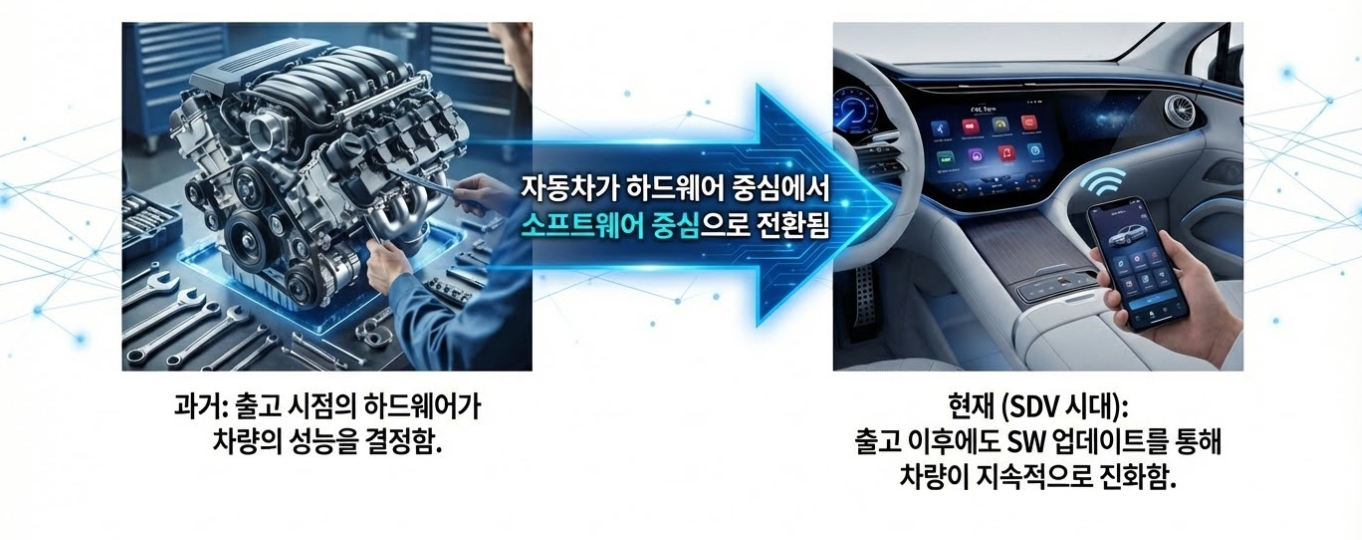 자동차가 하드웨어 중심에서
소프트웨어 중심으로 전환됨
과거: 출고 시점의 하드웨어가
차량의 성능을 결정함.
현재 (SDV 시대):
출고 이후에도 SW 업데이트를 통해
차량이 지속적으로 진화함.